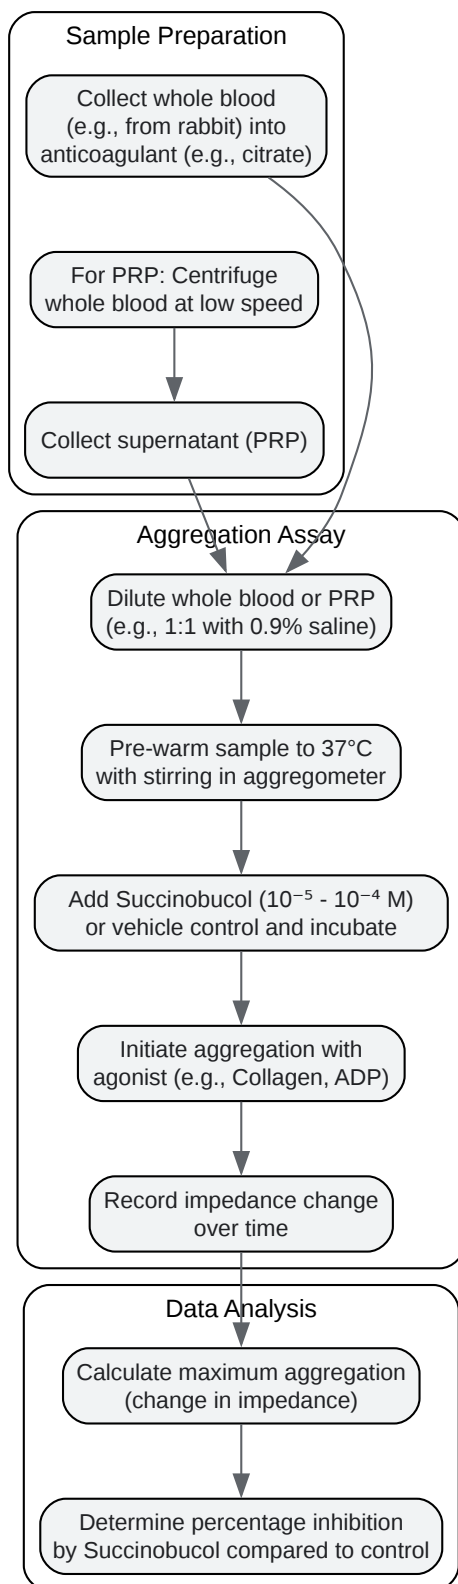 Sample Preparation
Collect whole blood
(e.g., from rabbit) into
anticoagulant (e.g., citrate)
For PRP: Centrifuge
whole blood at low speed
Collect supernatant (PRP)
Aggregation Assay
Dilute whole blood or PRP
(e.g., 1:1 with 0.9% saline)
Pre-warm sample to 37°C
with stirring in aggregometer
Add Succinobucol (10⁻⁵ - 10⁻⁴ M)
or vehicle control and incubate
Initiate aggregation with
agonist (e.g., Collagen, ADP)
Record impedance change
over time
Data Analysis
Calculate maximum aggregation
(change in impedance)
Determine percentage inhibition
by Succinobucol compared to control